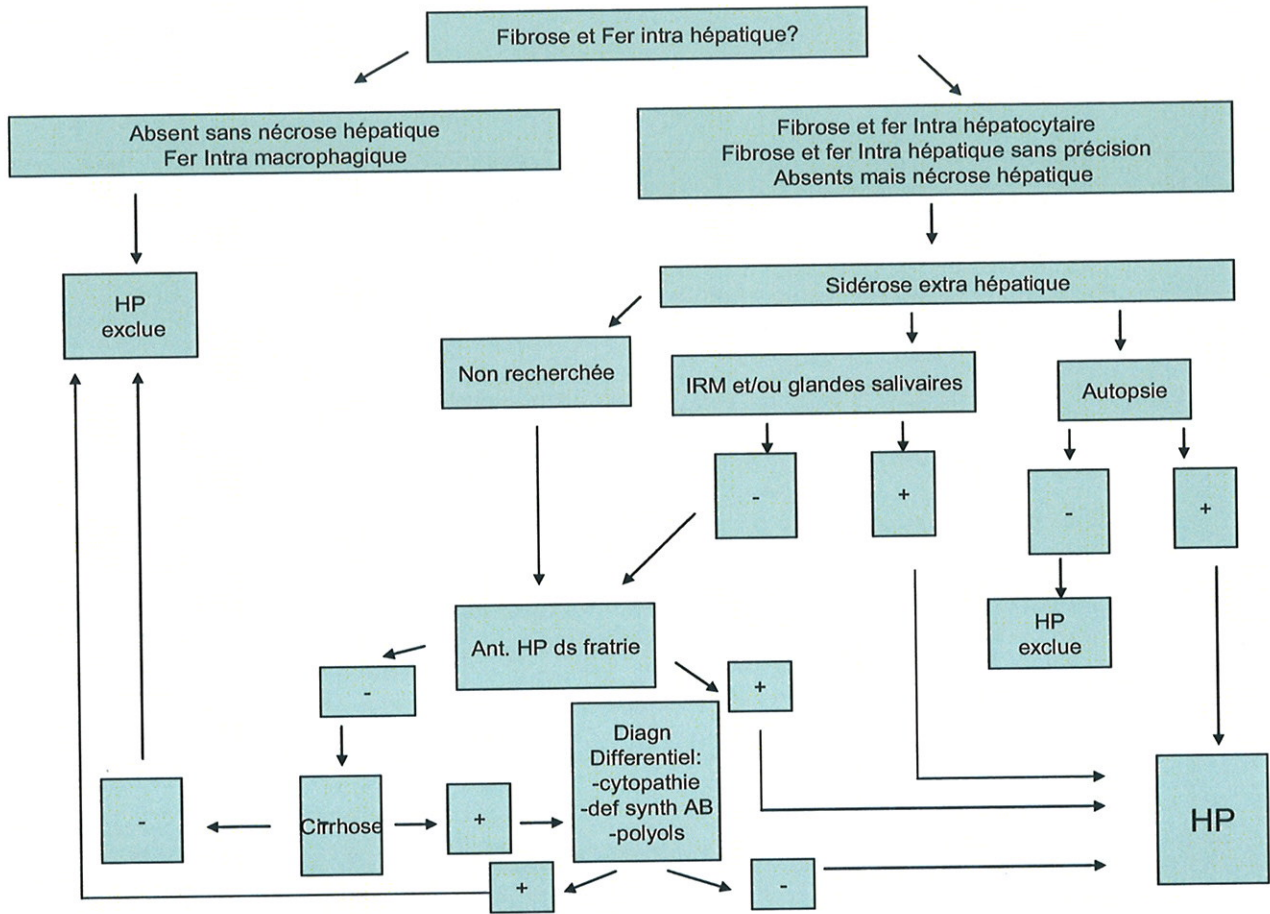 Fibrose et Fer intra hépatique?
Absent sans nécrose hépatique
Fer Intra macrophagique
Fibrose et fer Intra hépatocytaire
Fibrose et fer Intra hépatique sans précision
Absents mais nécrose hépatique
HP
exclue
Sidérose extra hépatique
Non recherchée
IRM et/ou glandes salivaires
Autopsie
-
+
-
+
HP
exclue
Ant. HP ds fratrie
-
+
Diagn
Differentiel:
-cytopathie
-def synth AB
-polyols
-
Cirrhose
+
HP
+
-